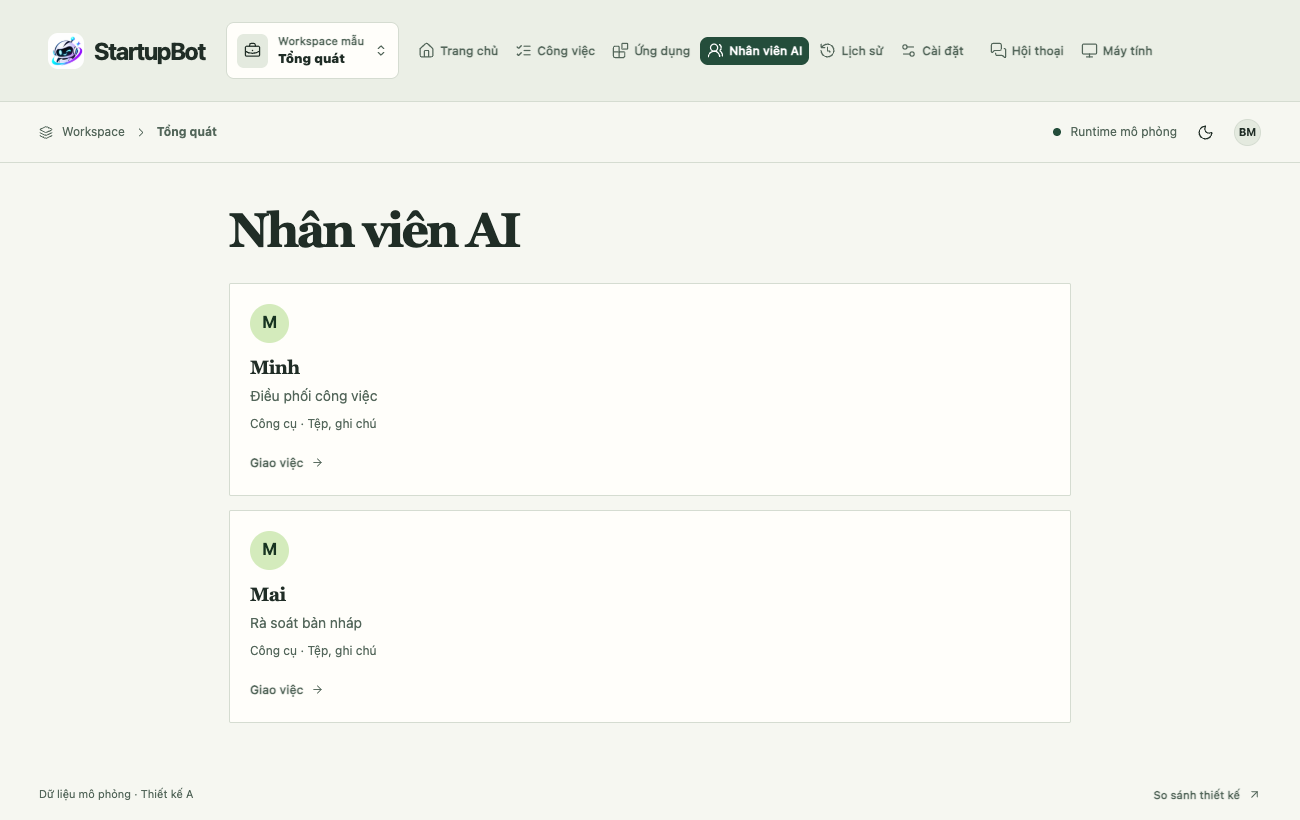 StartupBot
Workspace mẫu
Tổng quát
Trang chủ
Công việc
Ứng dụng
Nhân viên AI
Lịch sử
Cài đặt
Hội thoại
Máy tính
Workspace
Tổng quát
Runtime mô phỏng
BM
Nhân viên AI
M
Minh
Điều phối công việc
Công cụ · Tệp, ghi chú
Giao việc
M
Mai
Rà soát bản nháp
Công cụ · Tệp, ghi chú
Giao việc
Dữ liệu mô phỏng · Thiết kế A
So sánh thiết kế